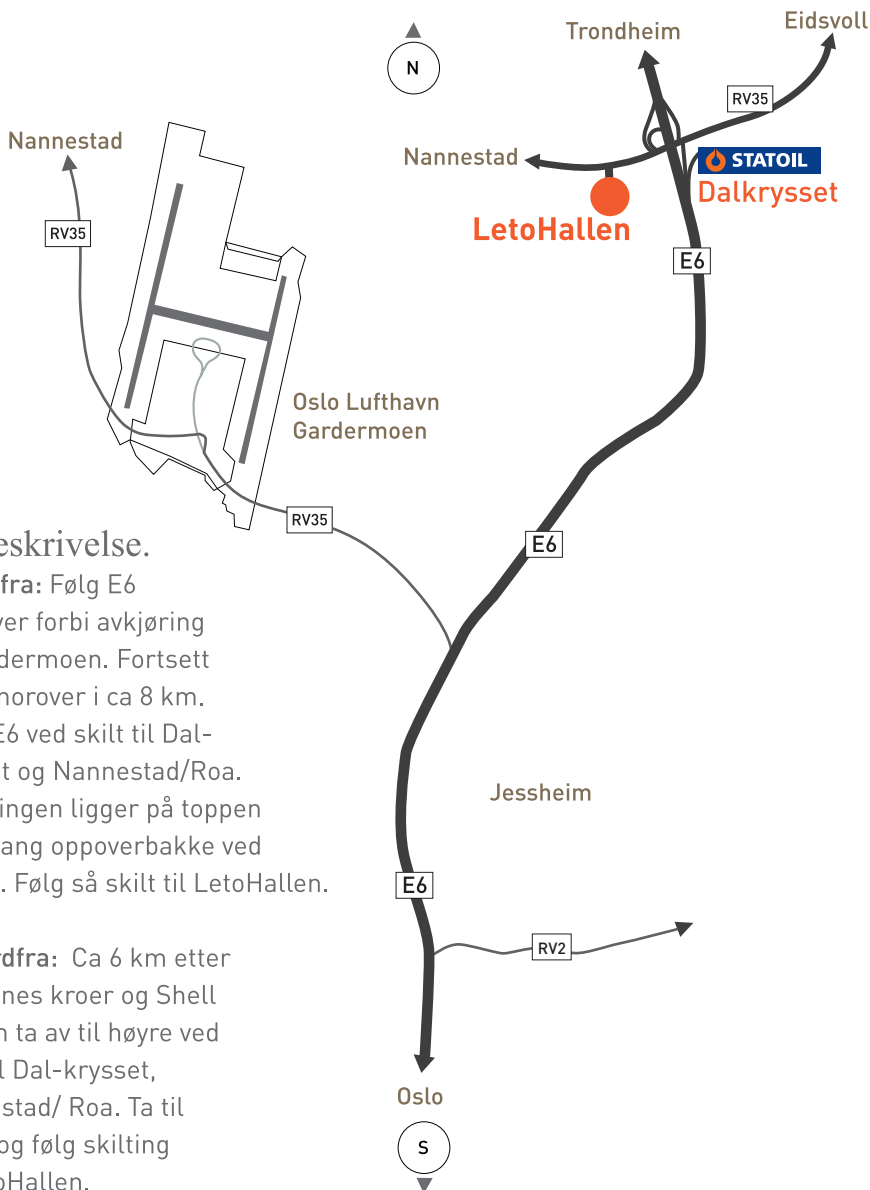 N
Trondheim
Eidsvoll
RV35
Nannestad
Nannestad
STATOIL
Dalkrysset
LetoHallen
RV35
E6
Oslo Lufthavn
Gardermoen
RV35
E6
eskrivelse.
fra: Følg E6
ver forbi avkjøring
dermoen. Fortsett
norover i ca 8 km.
E6 ved skilt til Dal-
t og Nannestad/Roa.
ingen ligger på toppen
ang oppoverbakke ved
. Følg så skilt til LetoHallen.
Jessheim
E6
RV2
rdfra: Ca 6 km etter
nes kroer og Shell
n ta av til høyre ved
l Dal-krysset,
stad/ Roa. Ta til
og følg skilting
oHallen.
Oslo
S